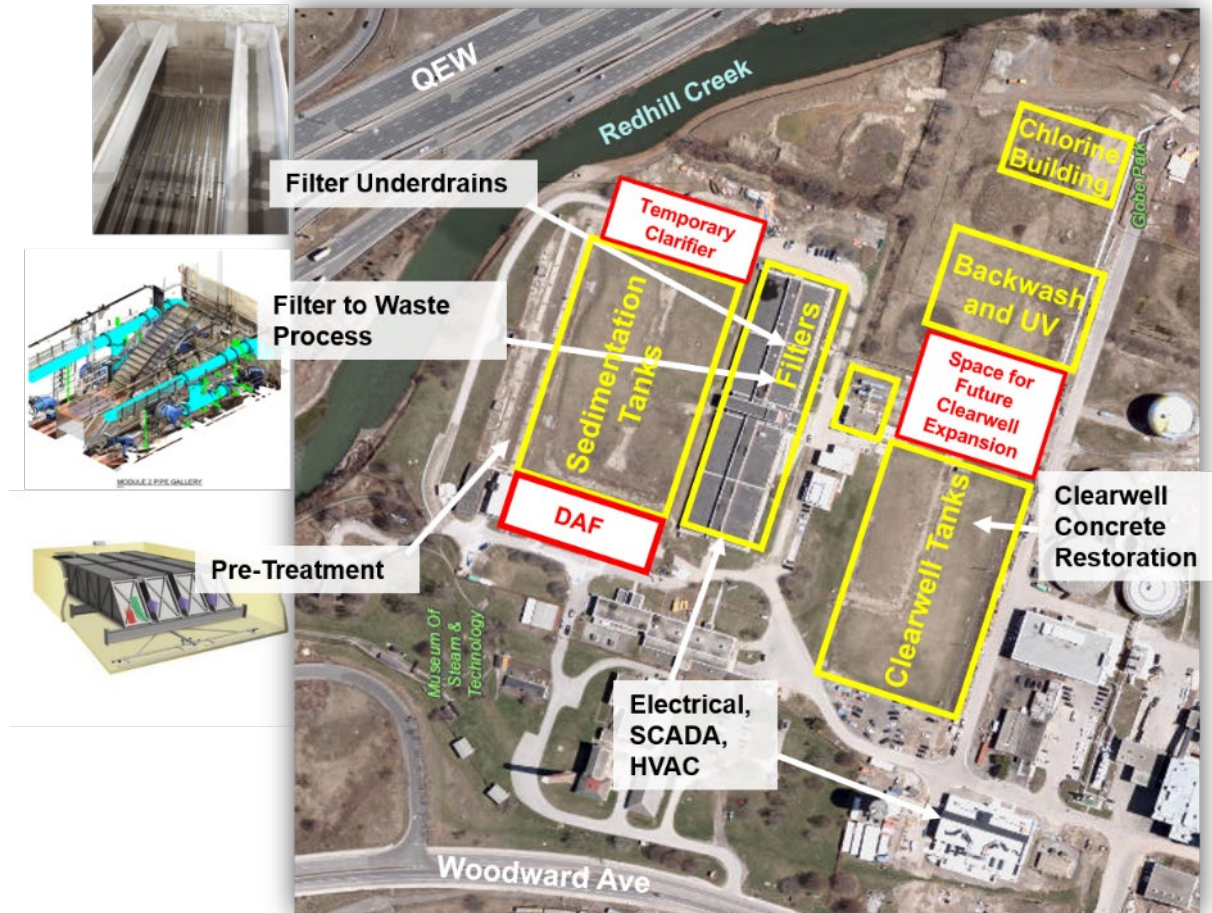 QEW
Redhill Creek
Chlorine
Building
Globe Park
Filter Underdrains
Temporary
Clarifier
Backwash
and UV
Filter to Waste
Process
Sedimentation
Tanks
Filters
Space for
Future
Clearwell
Expansion
MODULE 2 PIPE GALLERY
DAF
Clearwell Tanks
Clearwell
Concrete
Restoration
Pre-Treatment
Museum Of
Steam &
Technology
Electrical,
SCADA,
HVAC
Woodward Ave